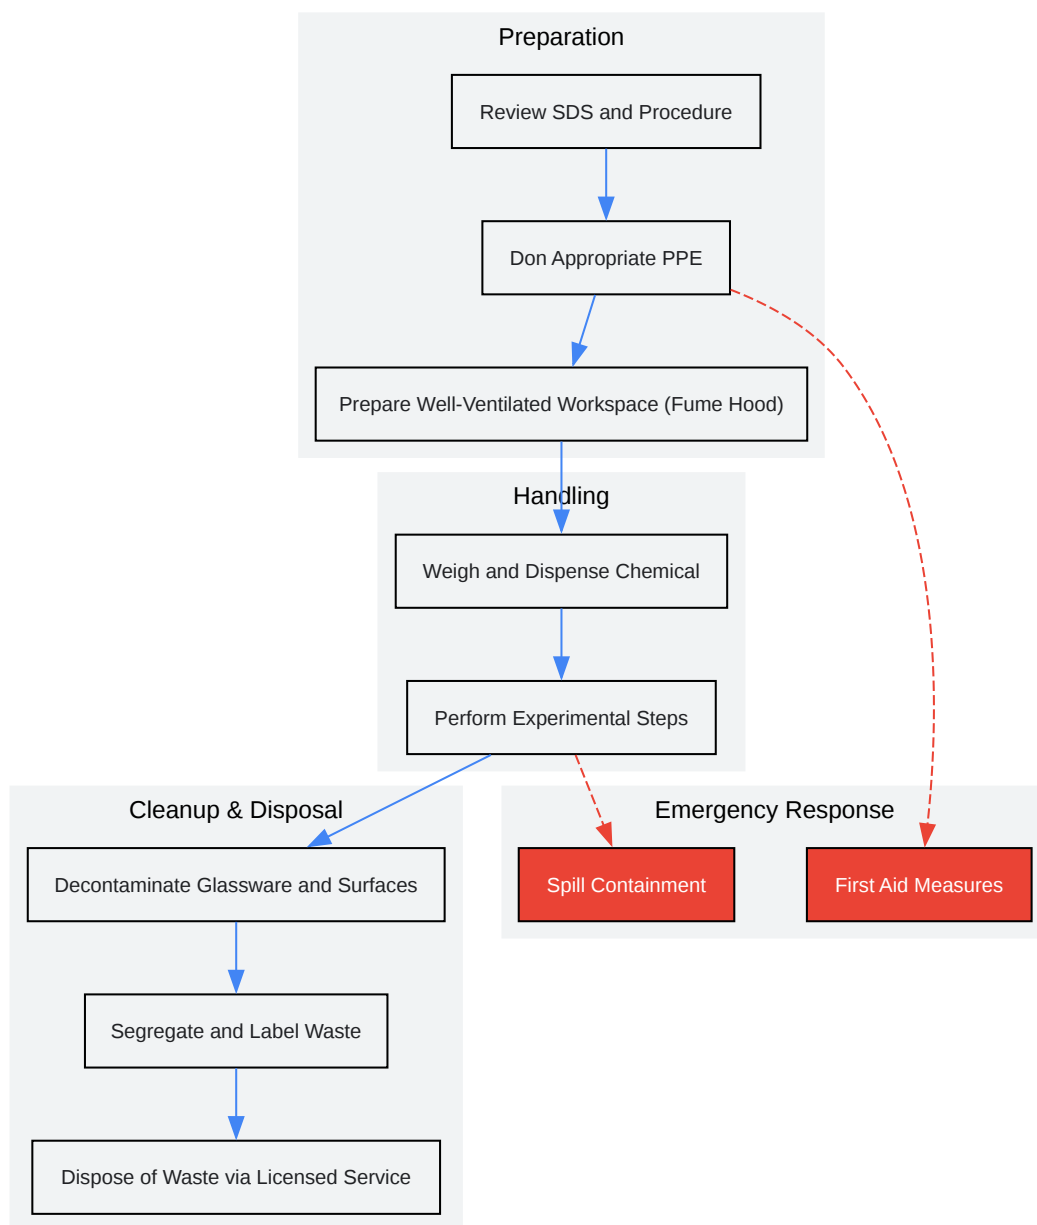 Preparation
Review SDS and Procedure
Don Appropriate PPE
Prepare Well-Ventilated Workspace (Fume Hood)
Handling
Weigh and Dispense Chemical
Perform Experimental Steps
Cleanup & Disposal
Decontaminate Glassware and Surfaces
Segregate and Label Waste
Dispose of Waste via Licensed Service
Emergency Response
Spill Containment
First Aid Measures